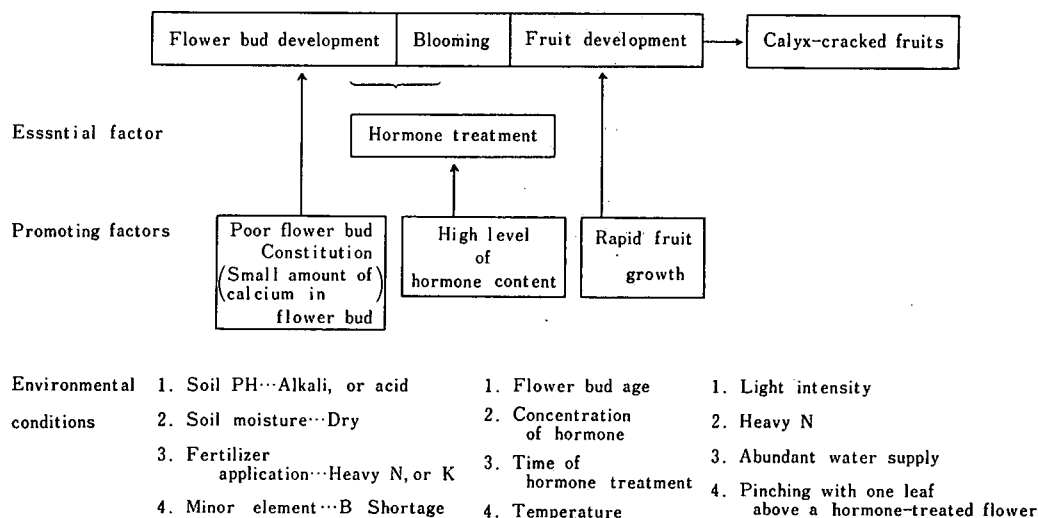 Flower bud development Blooming Fruit development Calyx-cracked fruits
Esssntial factor
Hormone treatment
Promoting factors
Poor flower bud
Constitution
(Small amount of
calcium in)
flower bud
High level
of
hormone content
Rapid fruit
growth
Environmental
conditions
1. Soil PH···Alkali, or acid
2. Soil moisture···Dry
3. Fertilizer
application···Heavy N, or K
4. Minor element···B Shortage
1. Flower bud age
2. Concentration
of hormone
3. Time of
hormone treatment
4. Temperature
1. Light intensity
2. Heavy N
3. Abundant water supply
4. Pinching with one leaf
above a hormone-treated flower